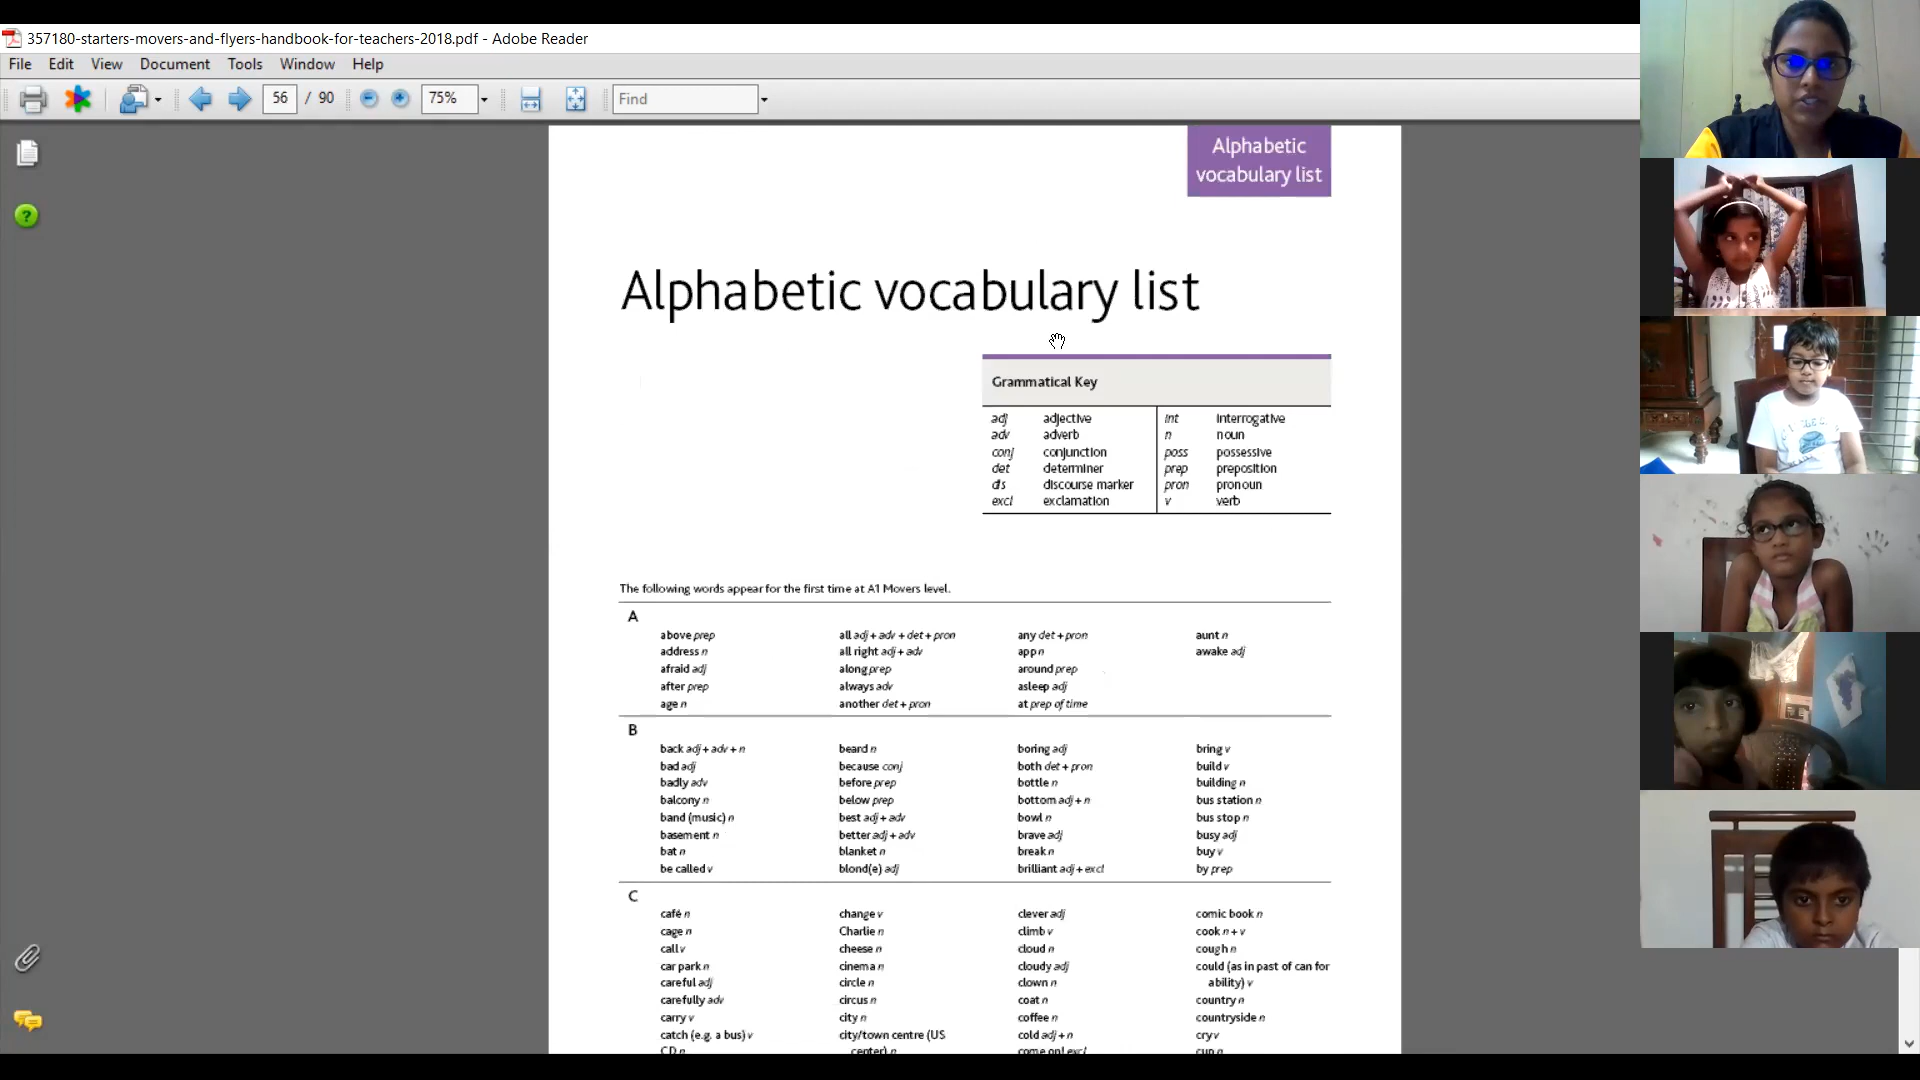 357180-starters-movers-and-flyers-handbook-for-teachers-2018.pdf - Adobe Reader
File Edit View Document Tools Window Help
56 / 90 75% Find
Alphabetic
vocabulary list
Alphabetic vocabulary list
Grammatical Key
adj adjective int interrogative
adv adverb n noun
conj conjunction poss possessive
det determiner prep preposition
dis discourse marker pron pronoun
excl exclamation v verb
The following words appear for the first time at A1 Movers level.
A
above prep all adj + adv + det + pron any det + pron aunt n
address n all right adj + adv app n awake adj
afraid adj along prep around prep
after prep always adv asleep adj
age n another det + pron at prep of time
B
back adj + adv + n beard n boring adj bring v
bad adj because conj both det + pron build v
badly adv before prep bottle n building n
balcony n below prep bottom adj + n bus station n
band (music) n best adj + adv bowl n bus stop n
basement n better adj + adv brave adj busy adj
bat n blanket n break n buy v
be called v blond(e) adj brilliant adj + excl by prep
C
café n change v clever adj comic book n
cage n Charlie n climb v cook n + v
call v cheese n cloud n cough n
car park n cinema n cloudy adj could (as in past of can for
careful adj circle n clown n ability) v
carefully adv circus n coat n country n
carry v city n coffee n countryside n
catch (e.g. a bus) v city/town centre (US cold adj + n cry v
CD n center) n come on! excl cup n